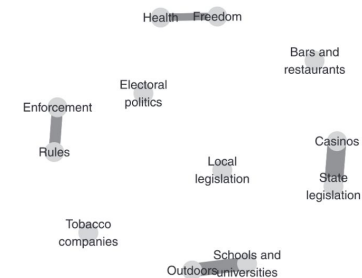 Health Freedom
Bars and
restaurants
Electoral
politics
Enforcement
Rules
Casinos
State
legislation
Local
legislation
Tobacco
companies
Schools and
universities
Outdoors